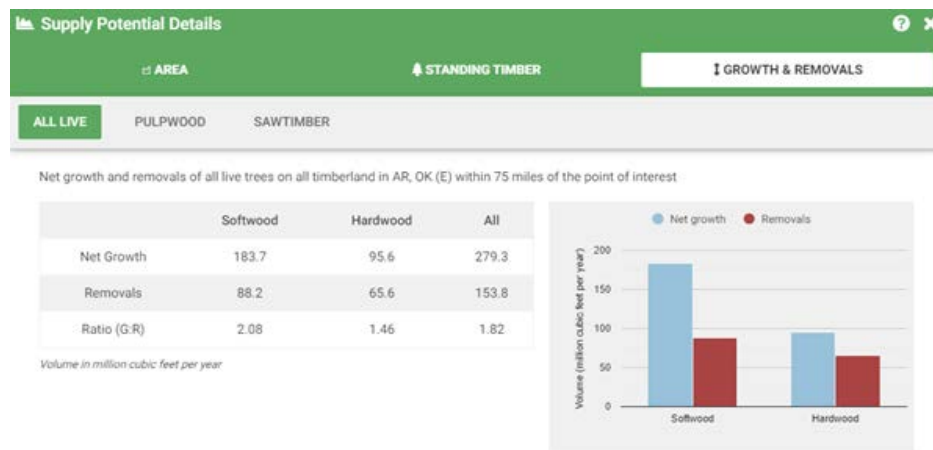 Supply Potential Details
AREA
STANDING TIMBER
GROWTH & REMOVALS
ALL LIVE
PULPWOOD
SAWTIMBER
Net growth and removals of all live trees on all timberland in AR, OK (E) within 75 miles of the point of interest
Softwood Hardwood All
Net Growth 183.7 95.6 279.3
Removals 88.2 65.6 153.8
Ratio (G:R) 2.08 1.46 1.82
Volume in million cubic feet per year
Net growth Removals
Volume (million cubic feet per year)
200
150
100
50
0
Softwood Hardwood